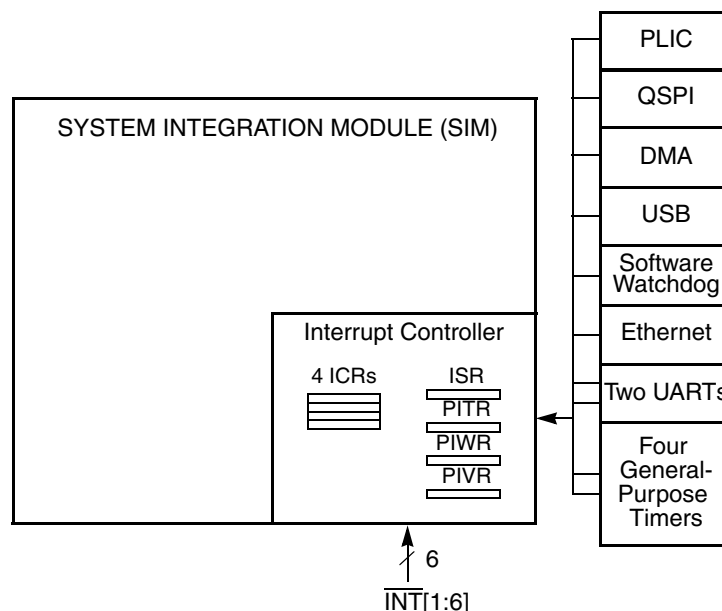 SYSTEM INTEGRATION MODULE (SIM)
Interrupt Controller
4 ICRs
ISR
PITR
PIWR
PIVR
6
INT[1:6]
PLIC
QSPI
DMA
USB
Software
Watchdog
Ethernet
Two UARTs
Four
General-
Purpose
Timers